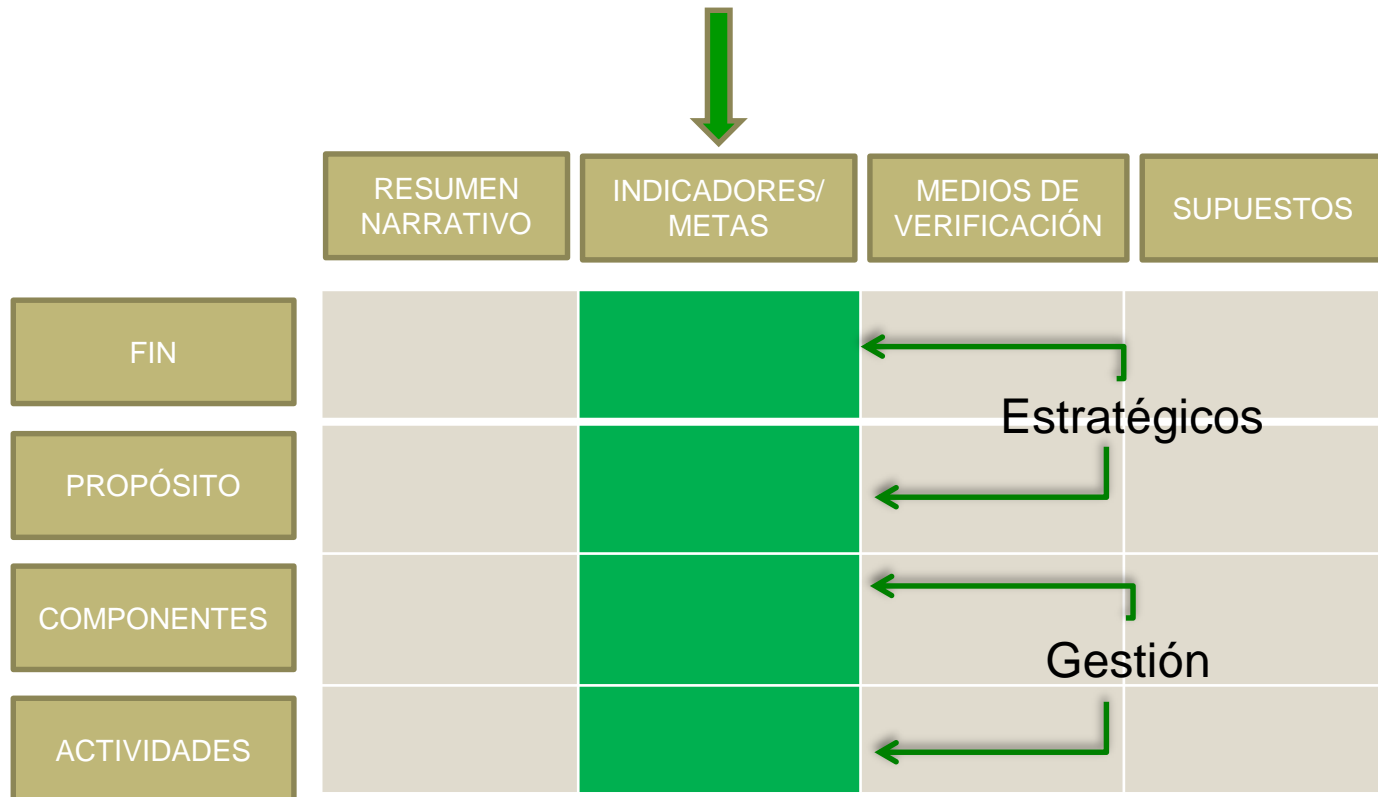 RESUMEN
NARRATIVO
INDICADORES/
METAS
MEDIOS DE
VERIFICACIÓN
SUPUESTOS
FIN
Estratégicos
PROPÓSITO
COMPONENTES
Gestión
ACTIVIDADES